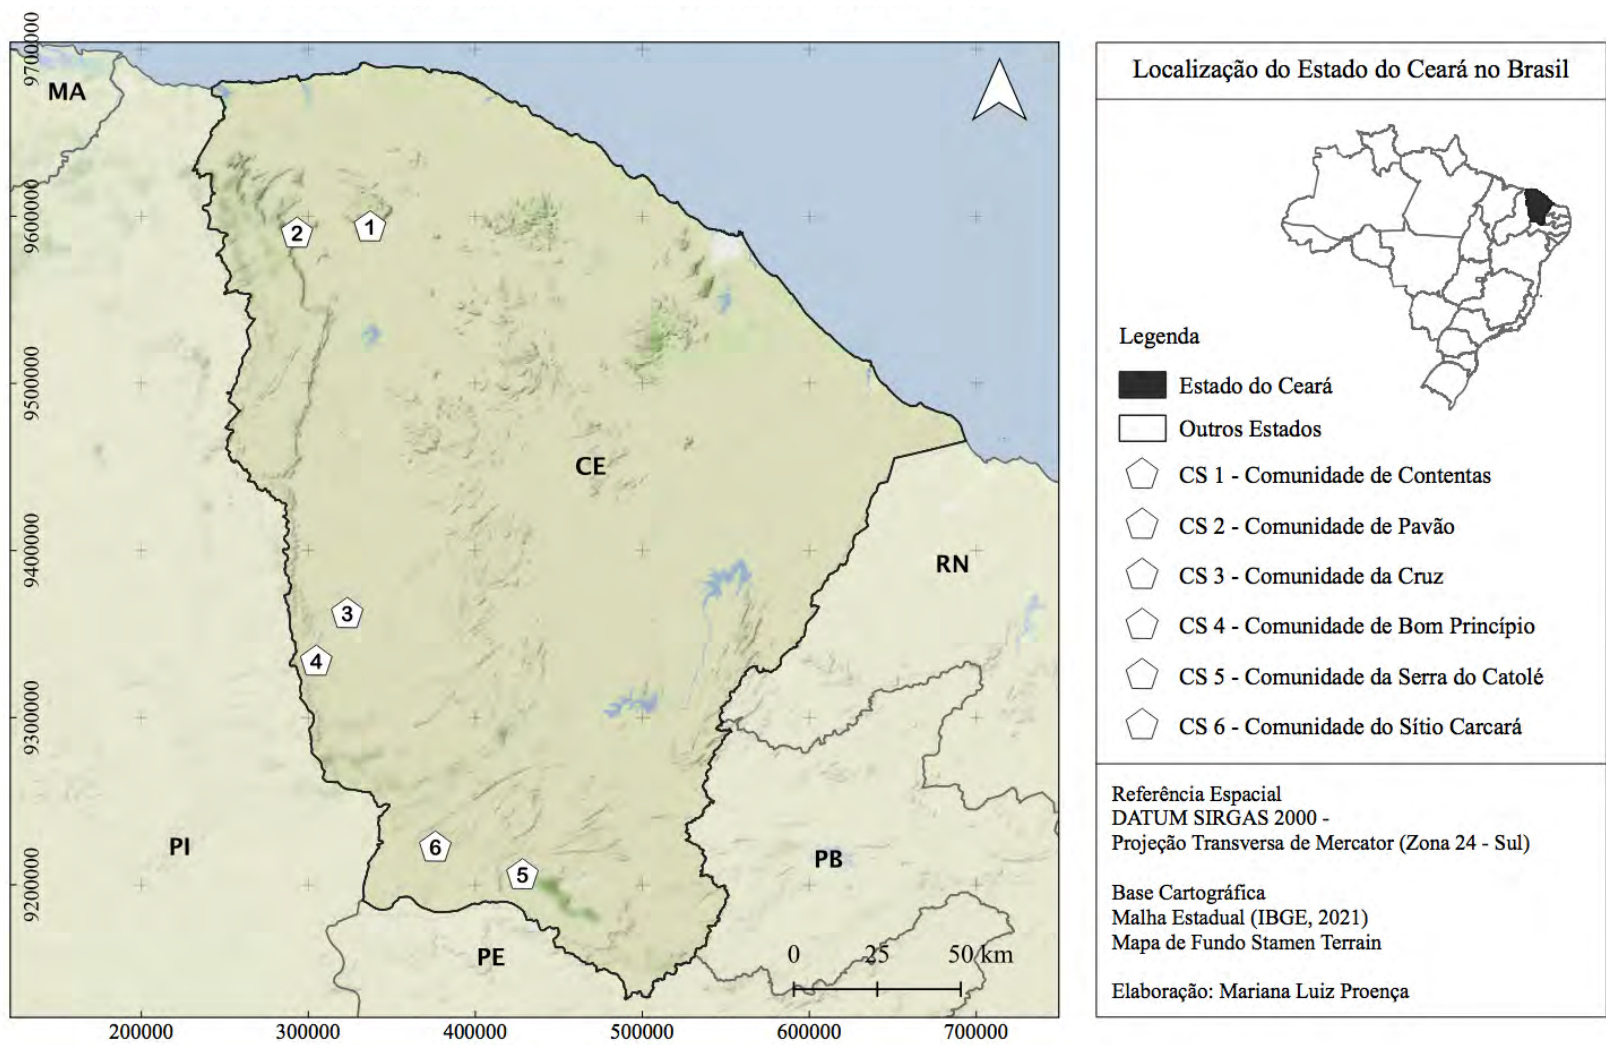 9700000
9600000
9500000
9400000
9300000
9200000
MA
2
1
CE
RN
3
4
PI
6
5
PB
PE
0 25 50 km
200000 300000 400000 500000 600000 700000
Localização do Estado do Ceará no Brasil
Legenda
Estado do Ceará
Outros Estados
CS 1 - Comunidade de Contentas
CS 2 - Comunidade de Pavão
CS 3 - Comunidade da Cruz
CS 4 - Comunidade de Bom Princípio
CS 5 - Comunidade da Serra do Catolé
CS 6 - Comunidade do Sítio Carcará
Referência Espacial
DATUM SIRGAS 2000 -
Projeção Transversa de Mercator (Zona 24 - Sul)
Base Cartográfica
Malha Estadual (IBGE, 2021)
Mapa de Fundo Stamen Terrain
Elaboração: Mariana Luiz Proença